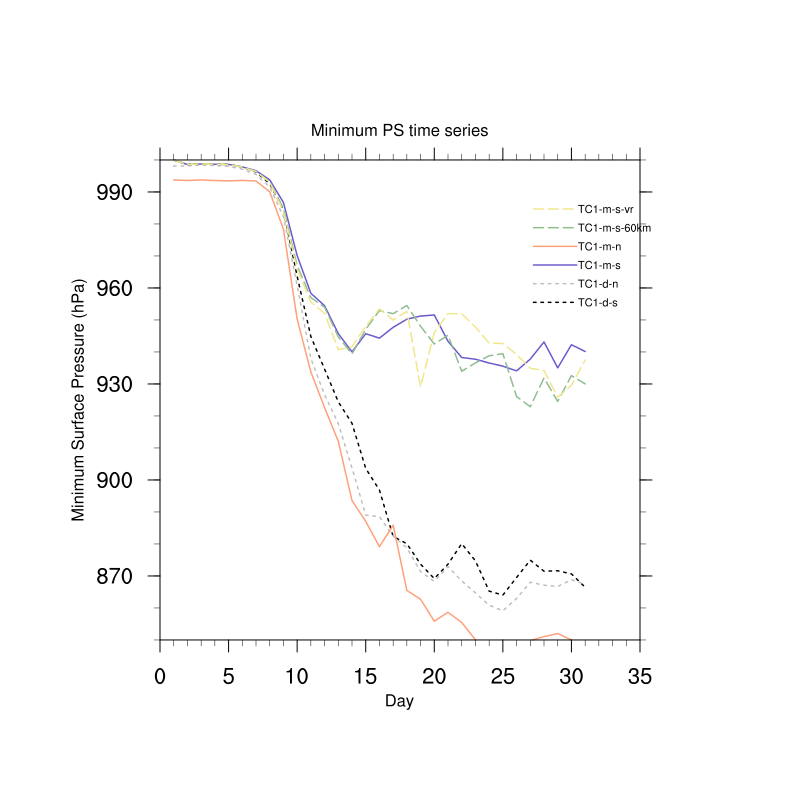 Minimum PS time series
Minimum Surface Pressure (hPa)
990
960
930
900
870
TC1-m-s-vr
TC1-m-s-60km
TC1-m-n
TC1-m-s
TC1-d-n
TC1-d-s
0 5 10 15 20 25 30 35
Day